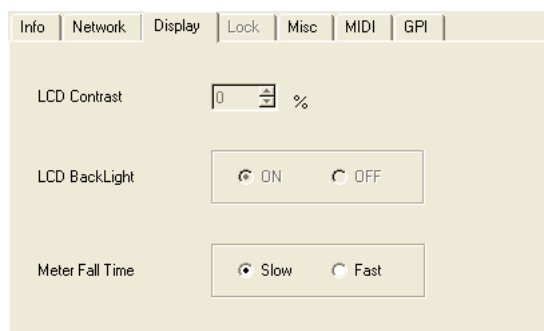 Info Network Display Lock Misc MIDI GPI
LCD Contrast 0 %
LCD BackLight ON OFF
Meter Fall Time Slow Fast